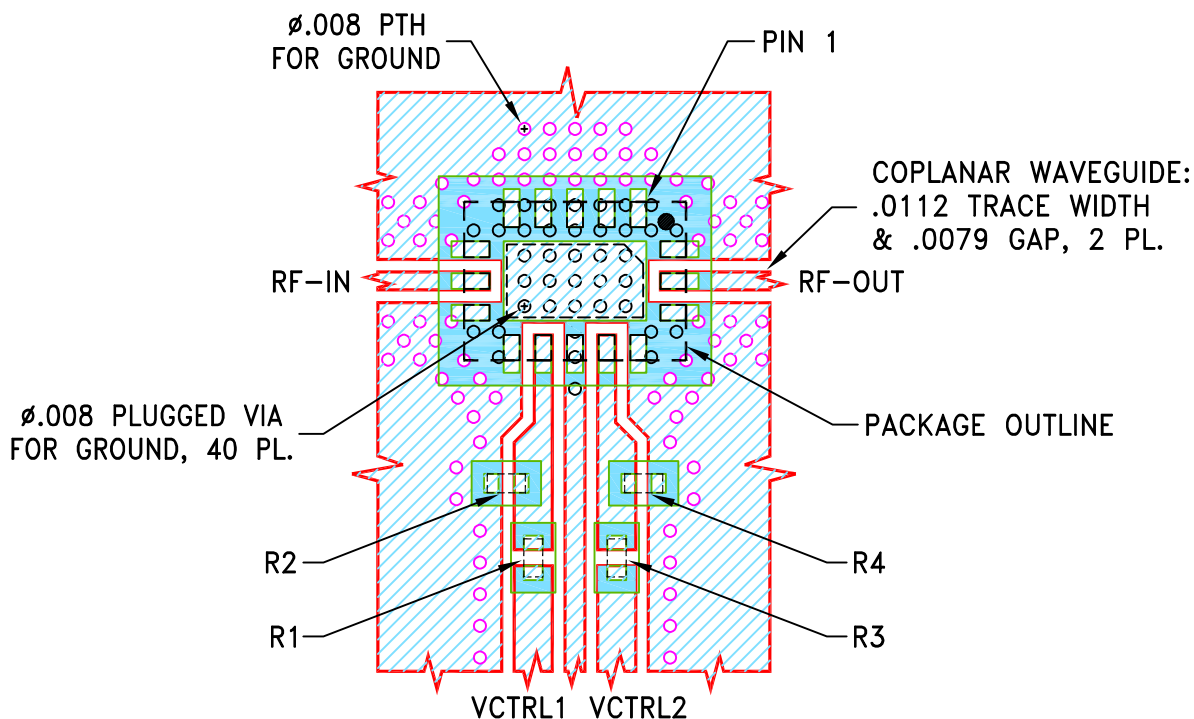 ø.008 PTH
FOR GROUND
PIN 1
COPLANAR WAVEGUIDE:
.0112 TRACE WIDTH
& .0079 GAP, 2 PL.
RF-IN
RF-OUT
ø.008 PLUGGED VIA
FOR GROUND, 40 PL.
PACKAGE OUTLINE
R2
R4
R1
R3
VCTRL1
VCTRL2